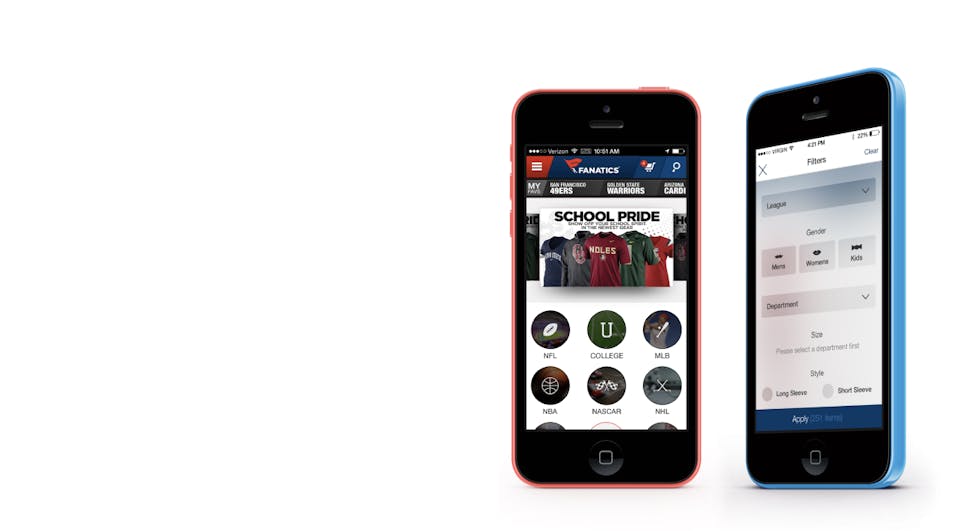 Verizon 10:51 AM
FANATICS
MY FAVS
SAN FRANCISCO 49ERS
GOLDEN STATE WARRIORS
ARIZONA CARDI
SCHOOL PRIDE
SHOW OFF YOUR SCHOOL SPIRIT
IN THE NEWEST GEAR
NOLES
NFL
U
COLLEGE
MLB
NBA
NASCAR
NHL
VIRGIN 4:21 PM 22%
Filters
Clear
League
Gender
Mens
Womens
Kids
Department
Size
Please select a department first
Style
Long Sleeve
Short Sleeve
Apply (251 items)